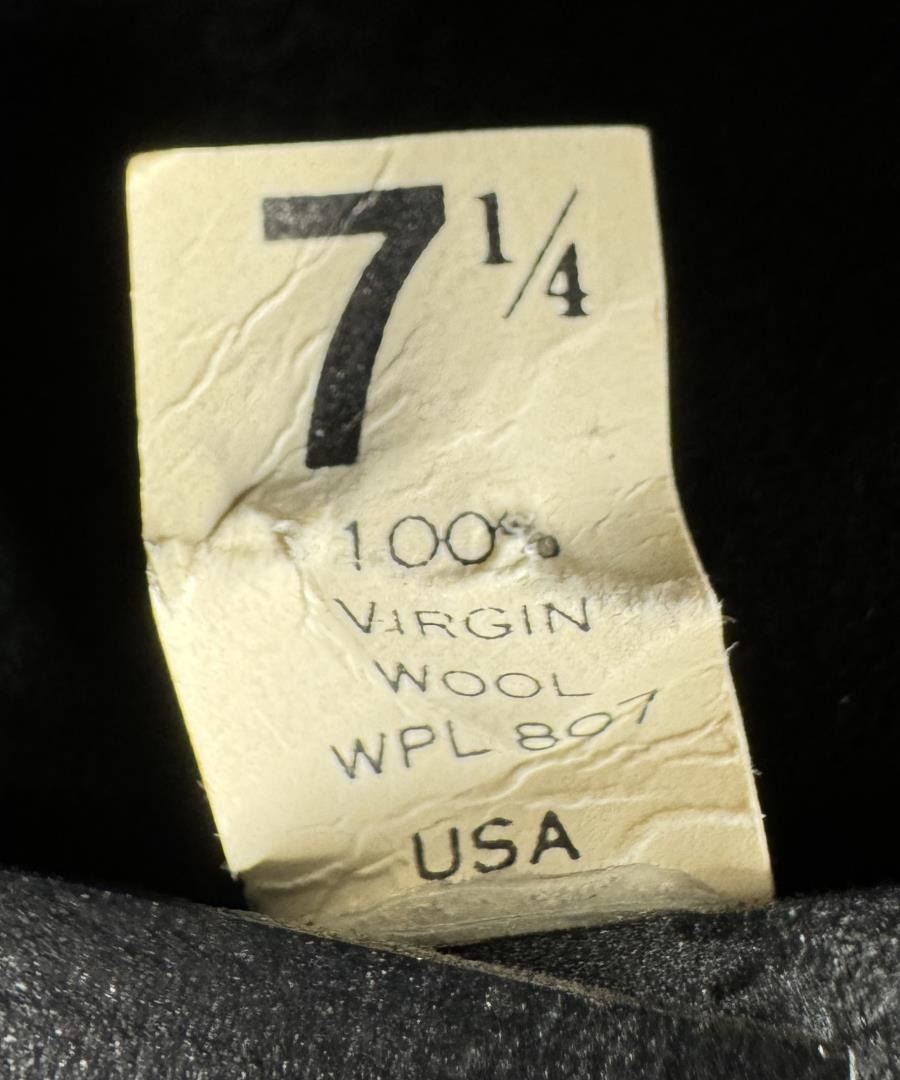 7 1/4
100%
VIRGIN
WOOL
WPL 807
USA